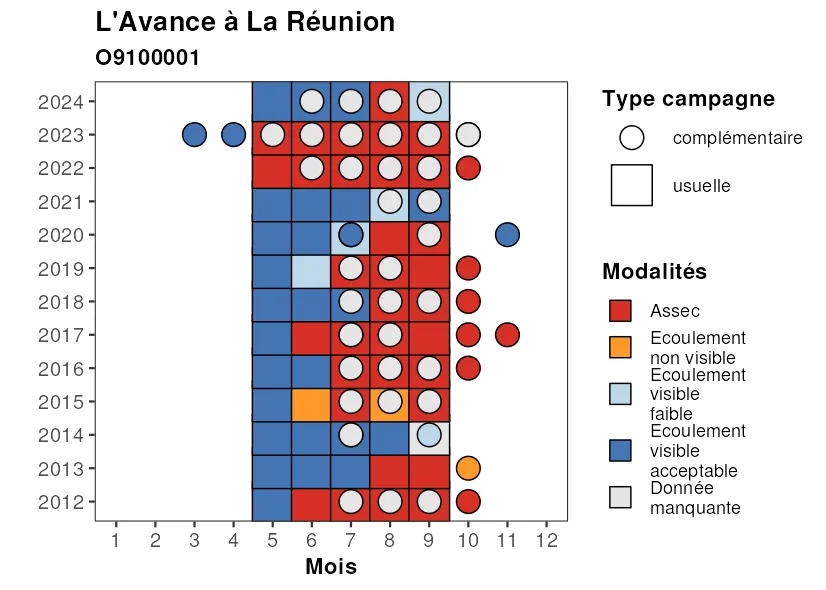 L'Avance à La Réunion
O9100001
2024
2023
2022
2021
2020
2019
2018
2017
2016
2015
2014
2013
2012
1 2 3 4 5 6 7 8 9 10 11 12
Mois
Type campagne
complémentaire
usuelle
Modalités
Assec
Ecoulement
non visible
Ecoulement
visible
faible
Ecoulement
visible
acceptable
Donnée
manquante